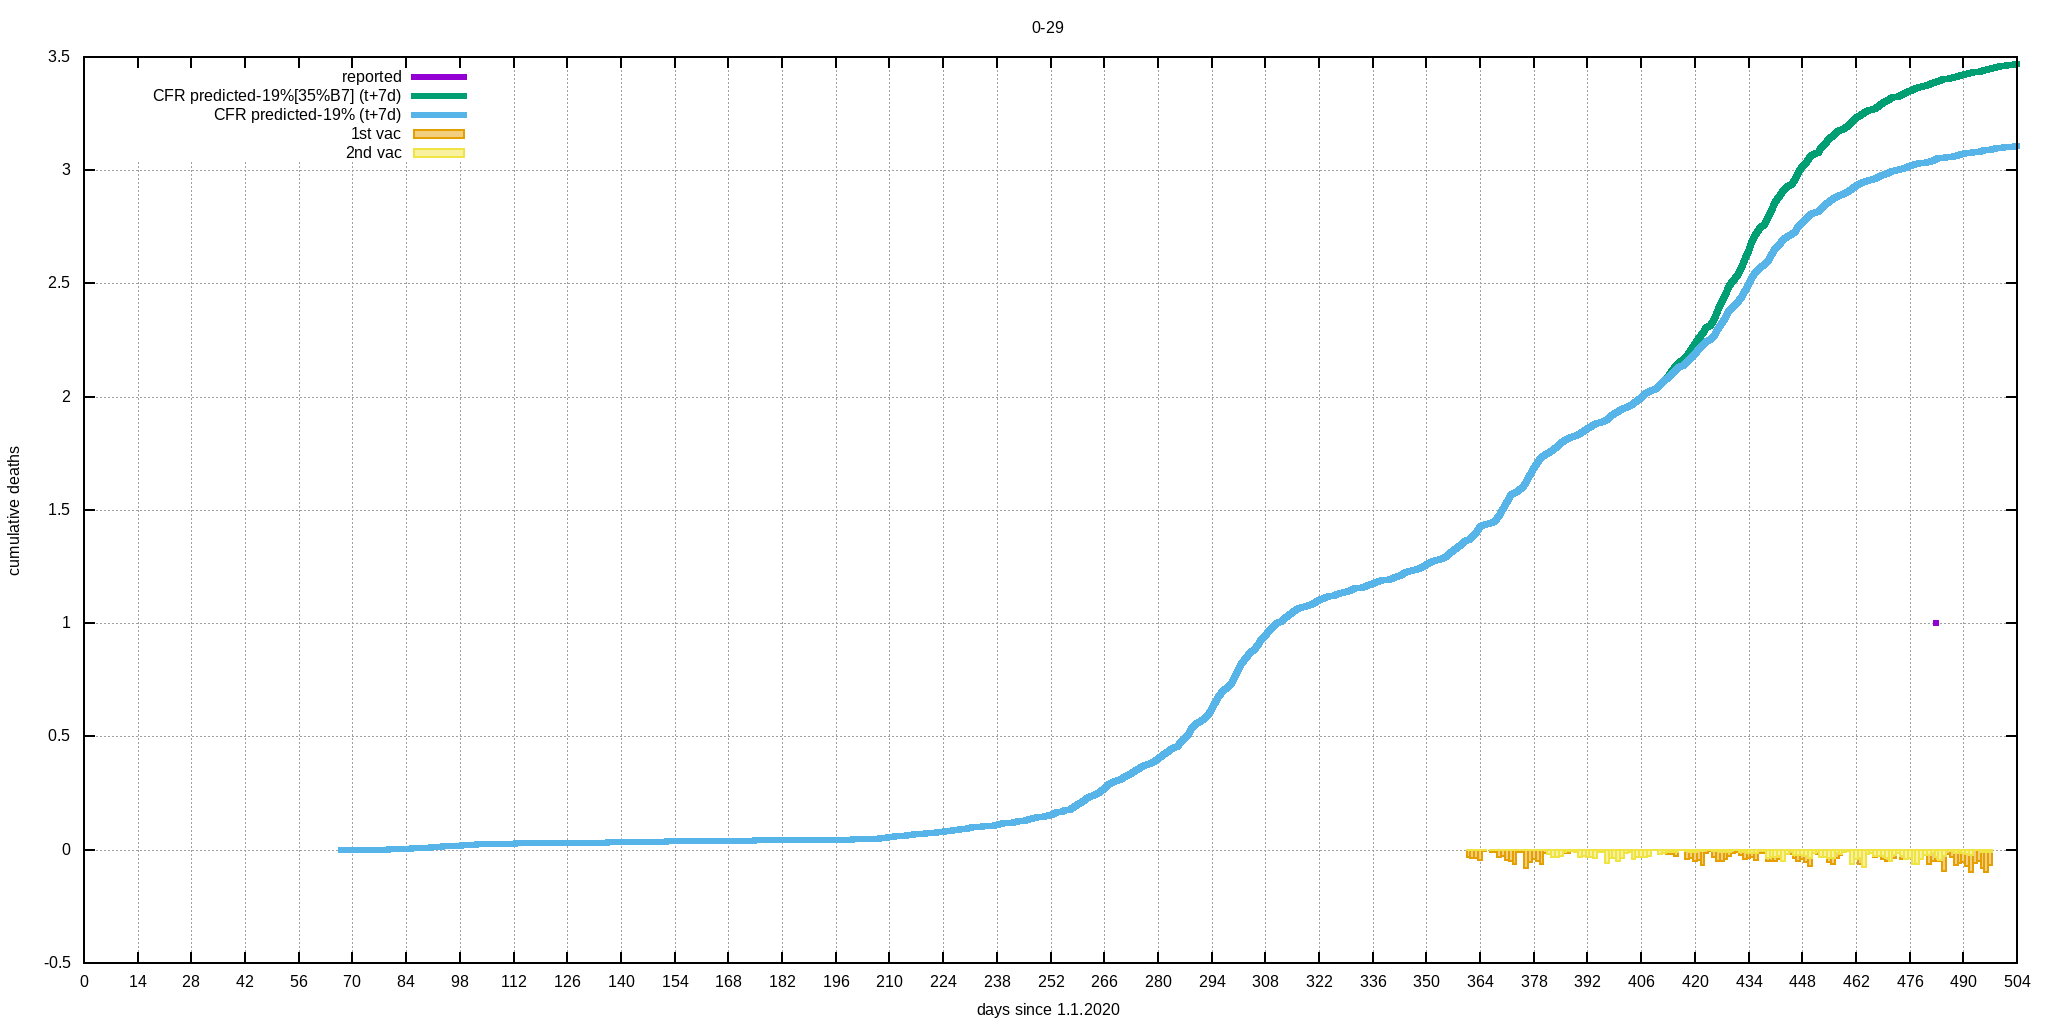 0-29
3.5
3
2.5
2
1.5
1
0.5
0
-0.5
cumulative deaths
reported
CFR predicted-19%[35%B7] (t+7d)
CFR predicted-19% (t+7d)
1st vac
2nd vac
0 14 28 42 56 70 84 98 112 126 140 154 168 182 196 210 224 238 252 266 280 294 308 322 336 350 364 378 392 406 420 434 448 462 476 490 504
days since 1.1.2020